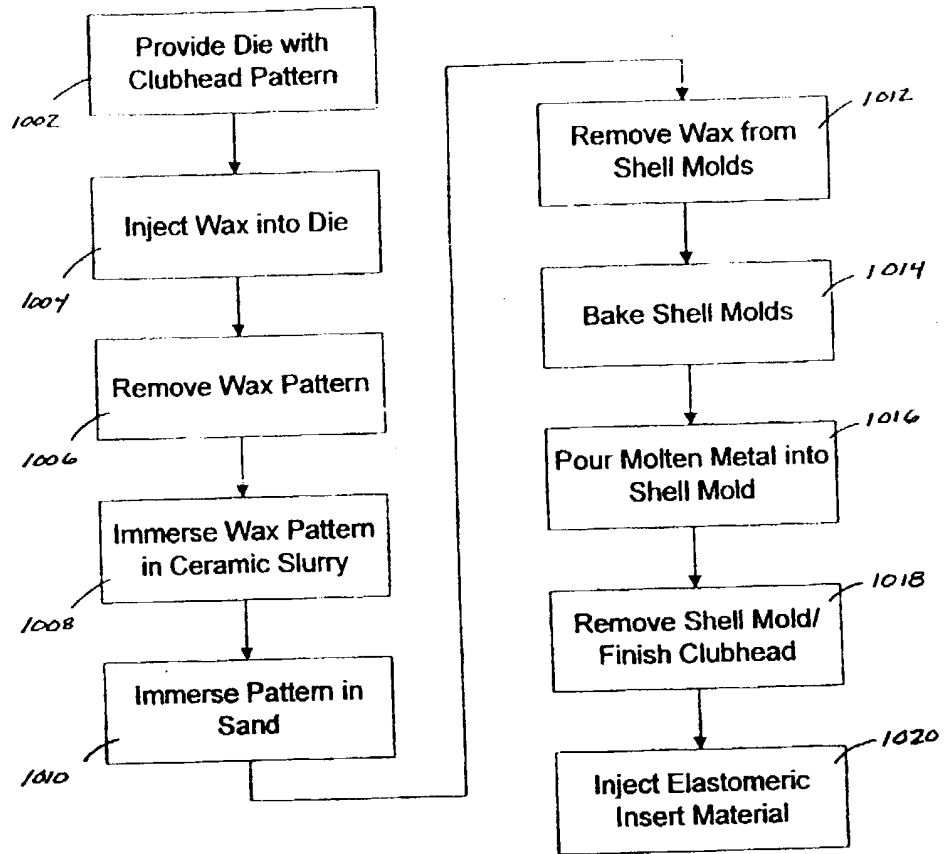 Provide Die with
Clubhead Pattern
1002
Inject Wax into Die
1004
Remove Wax Pattern
1006
Immerse Wax Pattern
in Ceramic Slurry
1008
Immerse Pattern in
Sand
1010
Remove Wax from
Shell Molds
1012
Bake Shell Molds
1014
Pour Molten Metal into
Shell Mold
1016
Remove Shell Mold/
Finish Clubhead
1018
Inject Elastomeric
Insert Material
1020